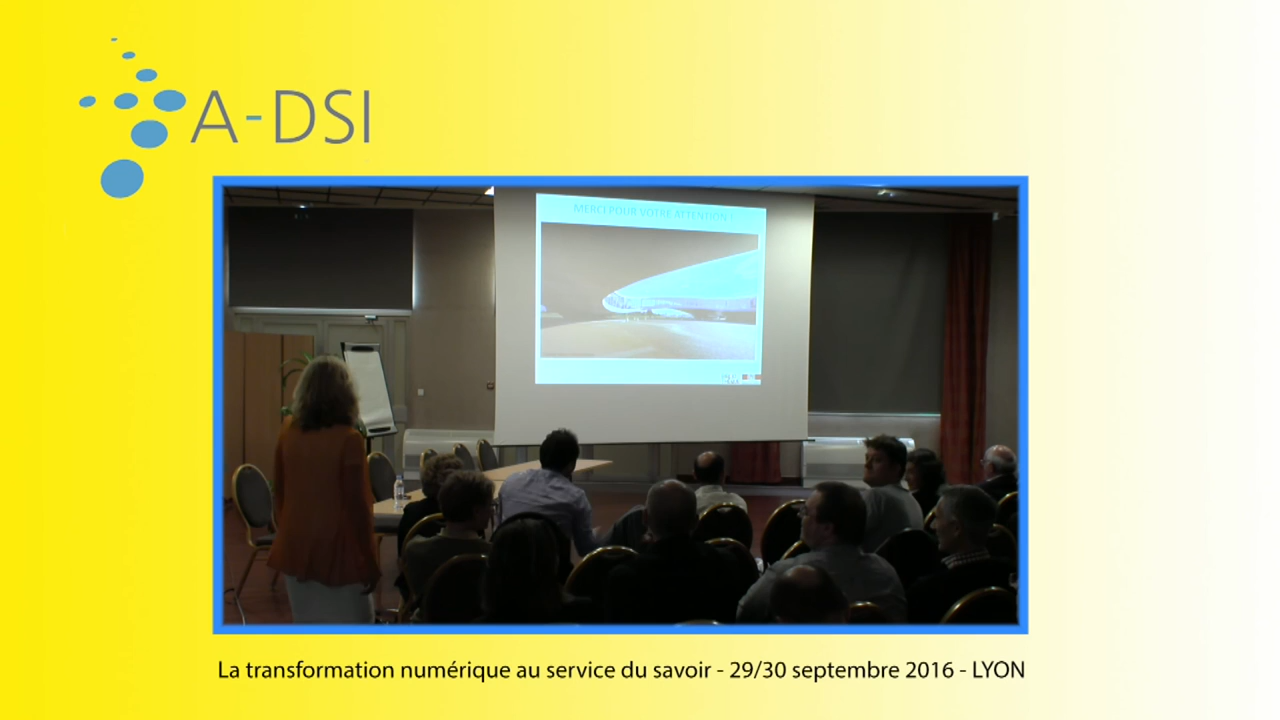 A-DSI
MERCI POUR VOTRE ATTENTION !
La transformation numérique au service du savoir - 29/30 septembre 2016 - LYON